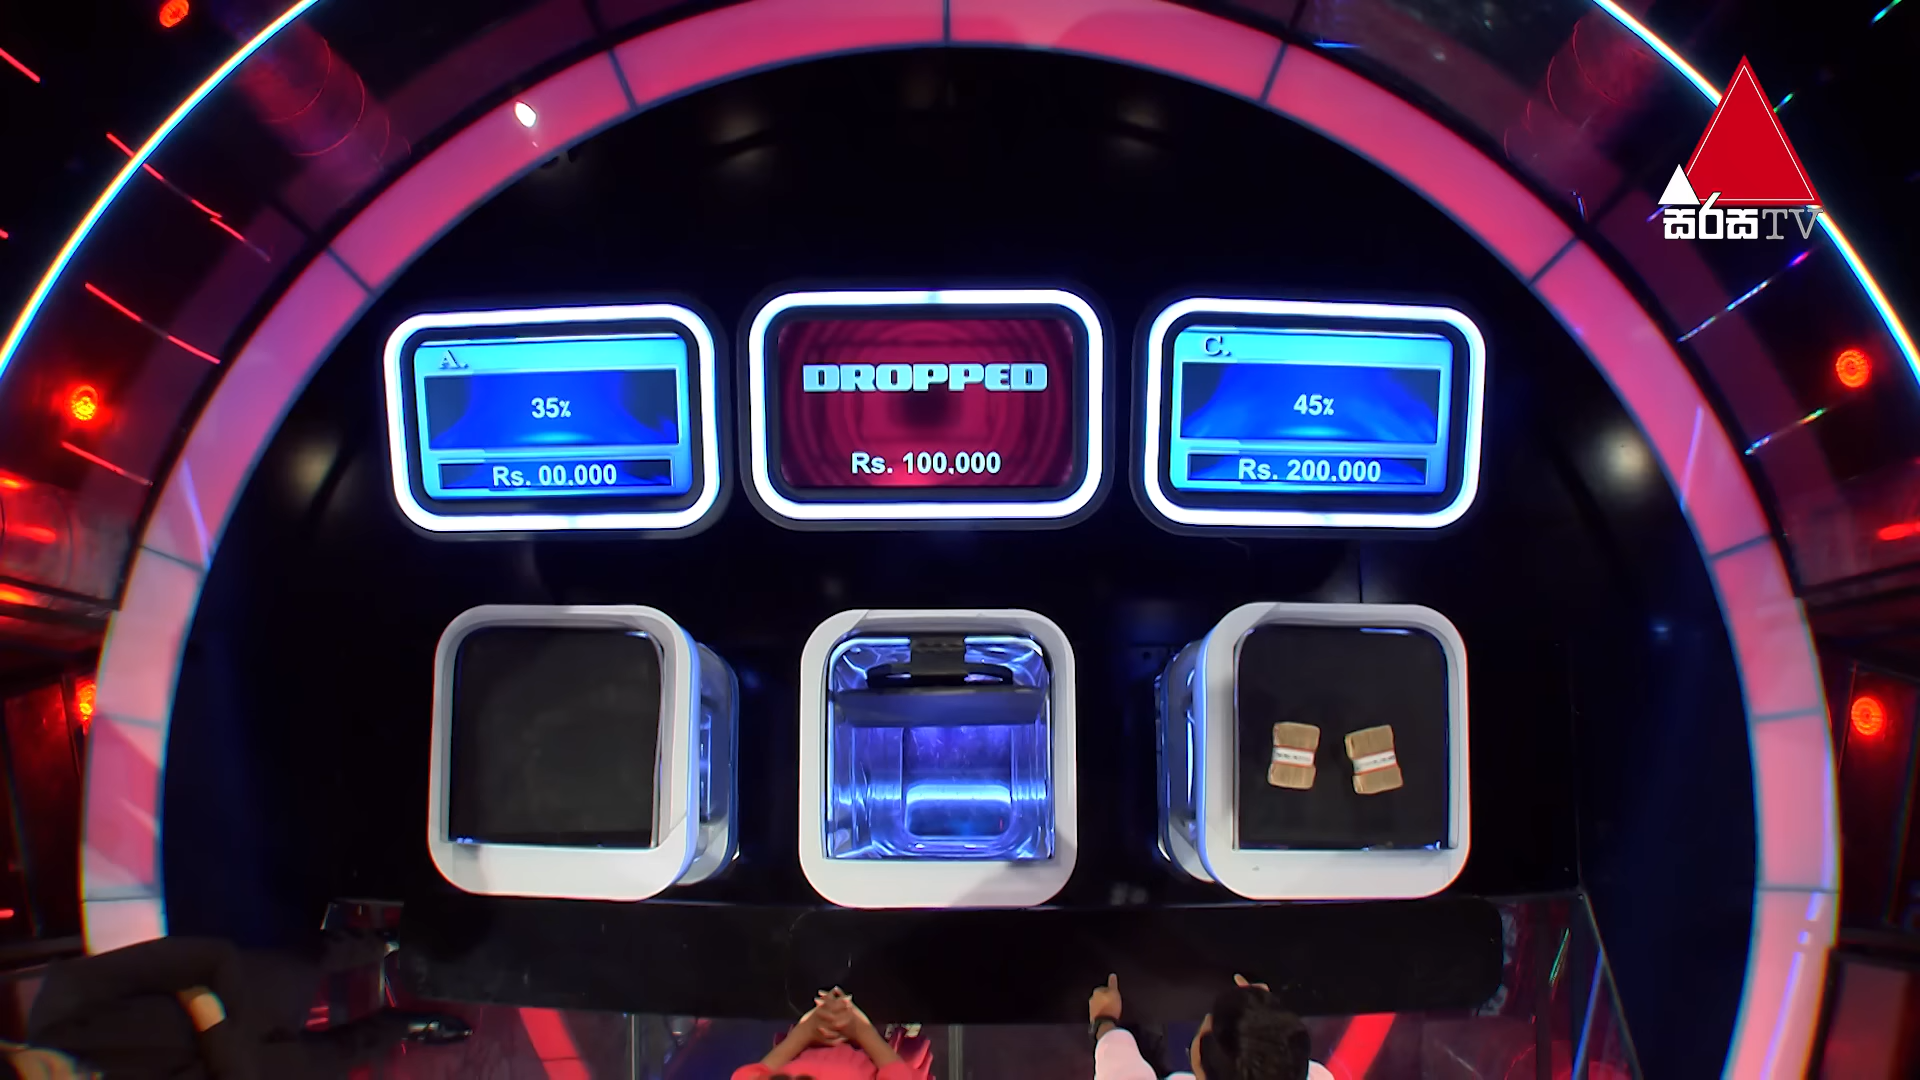 සිරස TV
A.
35%
Rs. 00.000
DROPPED
Rs. 100.000
C.
45%
Rs. 200.000